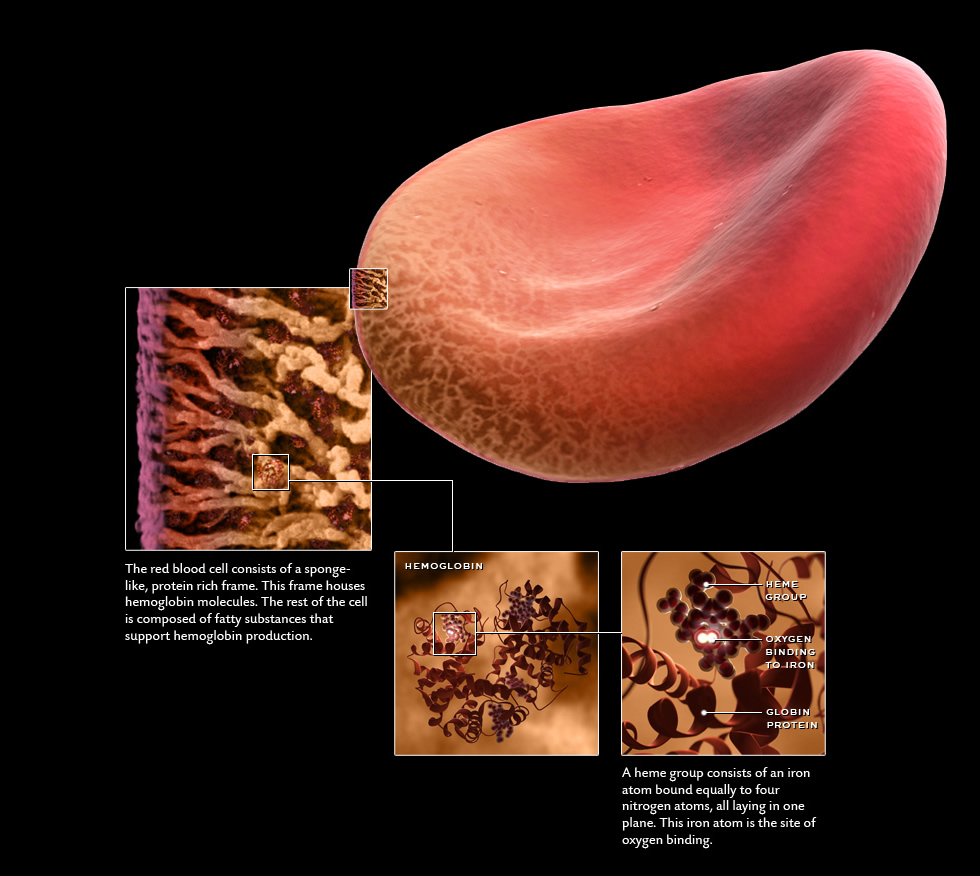 The red blood cell consists of a sponge-
like, protein rich frame. This frame houses
hemoglobin molecules. The rest of the cell
is composed of fatty substances that
support hemoglobin production.
HEMOGLOBIN
HEME
GROUP
OXYGEN
BINDING
TO IRON
GLOBIN
PROTEIN
A heme group consists of an iron
atom bound equally to four
nitrogen atoms, all laying in one
plane. This iron atom is the site of
oxygen binding.